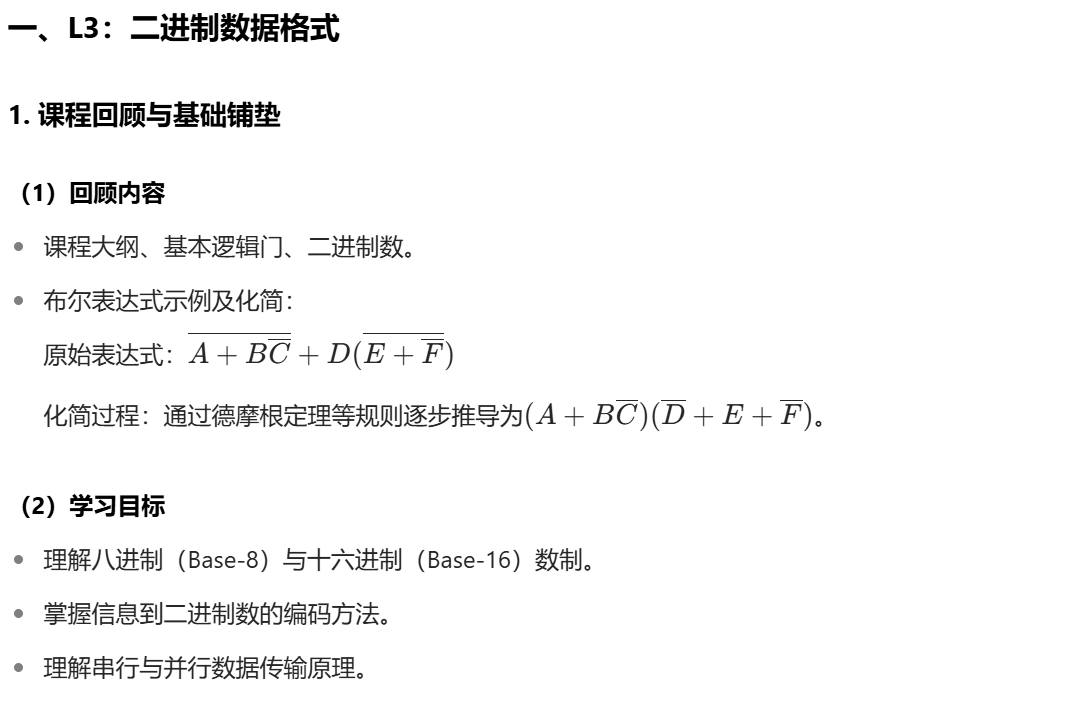 一、L3：二进制数据格式
1. 课程回顾与基础铺垫
（1）回顾内容
课程大纲、基本逻辑门、二进制数。
布尔表达式示例及化简：
原始表达式：$\overline{A + B\overline{C}} + D(\overline{E + \overline{F}})$
化简过程：通过德摩根定理等规则逐步推导为$(A + B\overline{C})(\overline{D} + E + \overline{F})$。
（2）学习目标
理解八进制（Base-8）与十六进制（Base-16）数制。
掌握信息到二进制数的编码方法。
理解串行与并行数据传输原理。